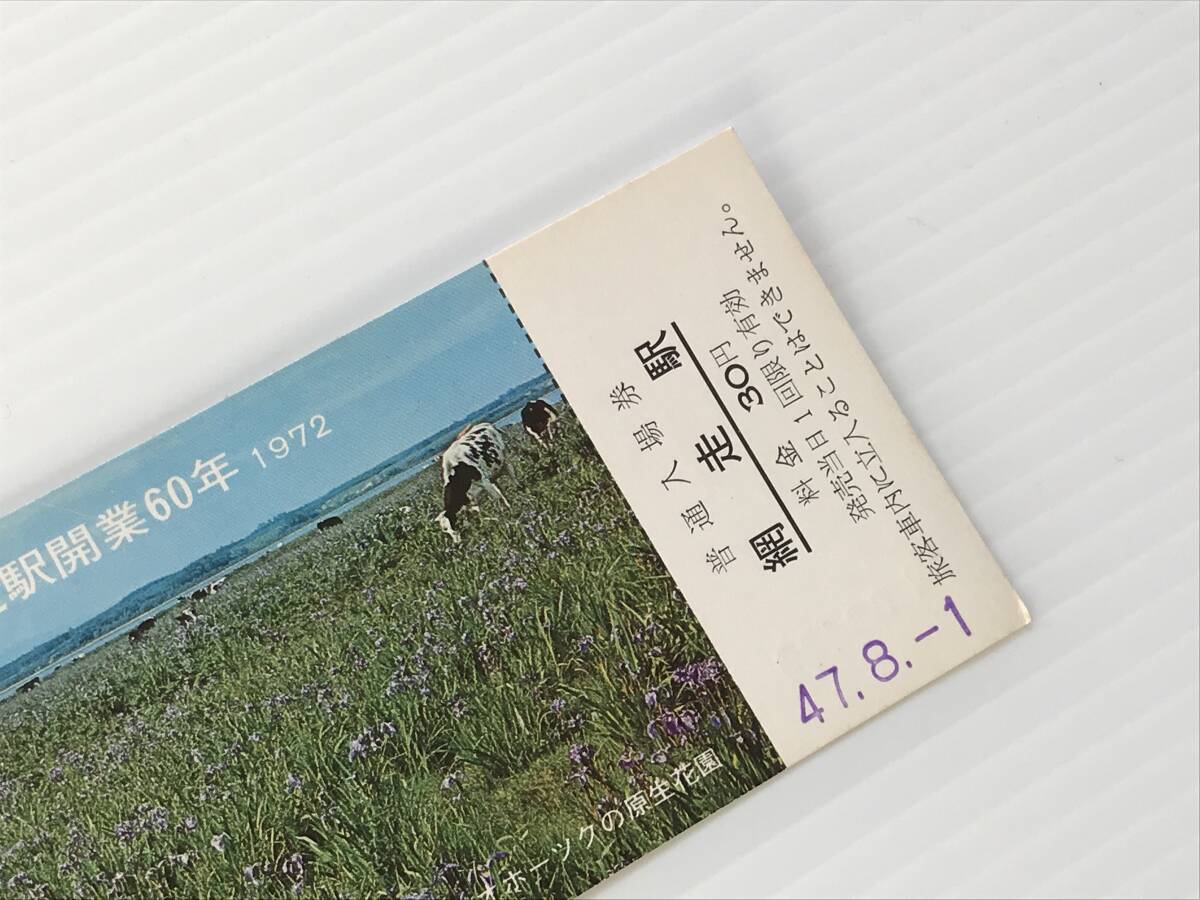 駅開業60年 1972
オホーツクの原生花園
普通入場券
網走駅
料金 30円
発売当日1回限り有効
旅客車内に立入ることはできません。
47.8.-1